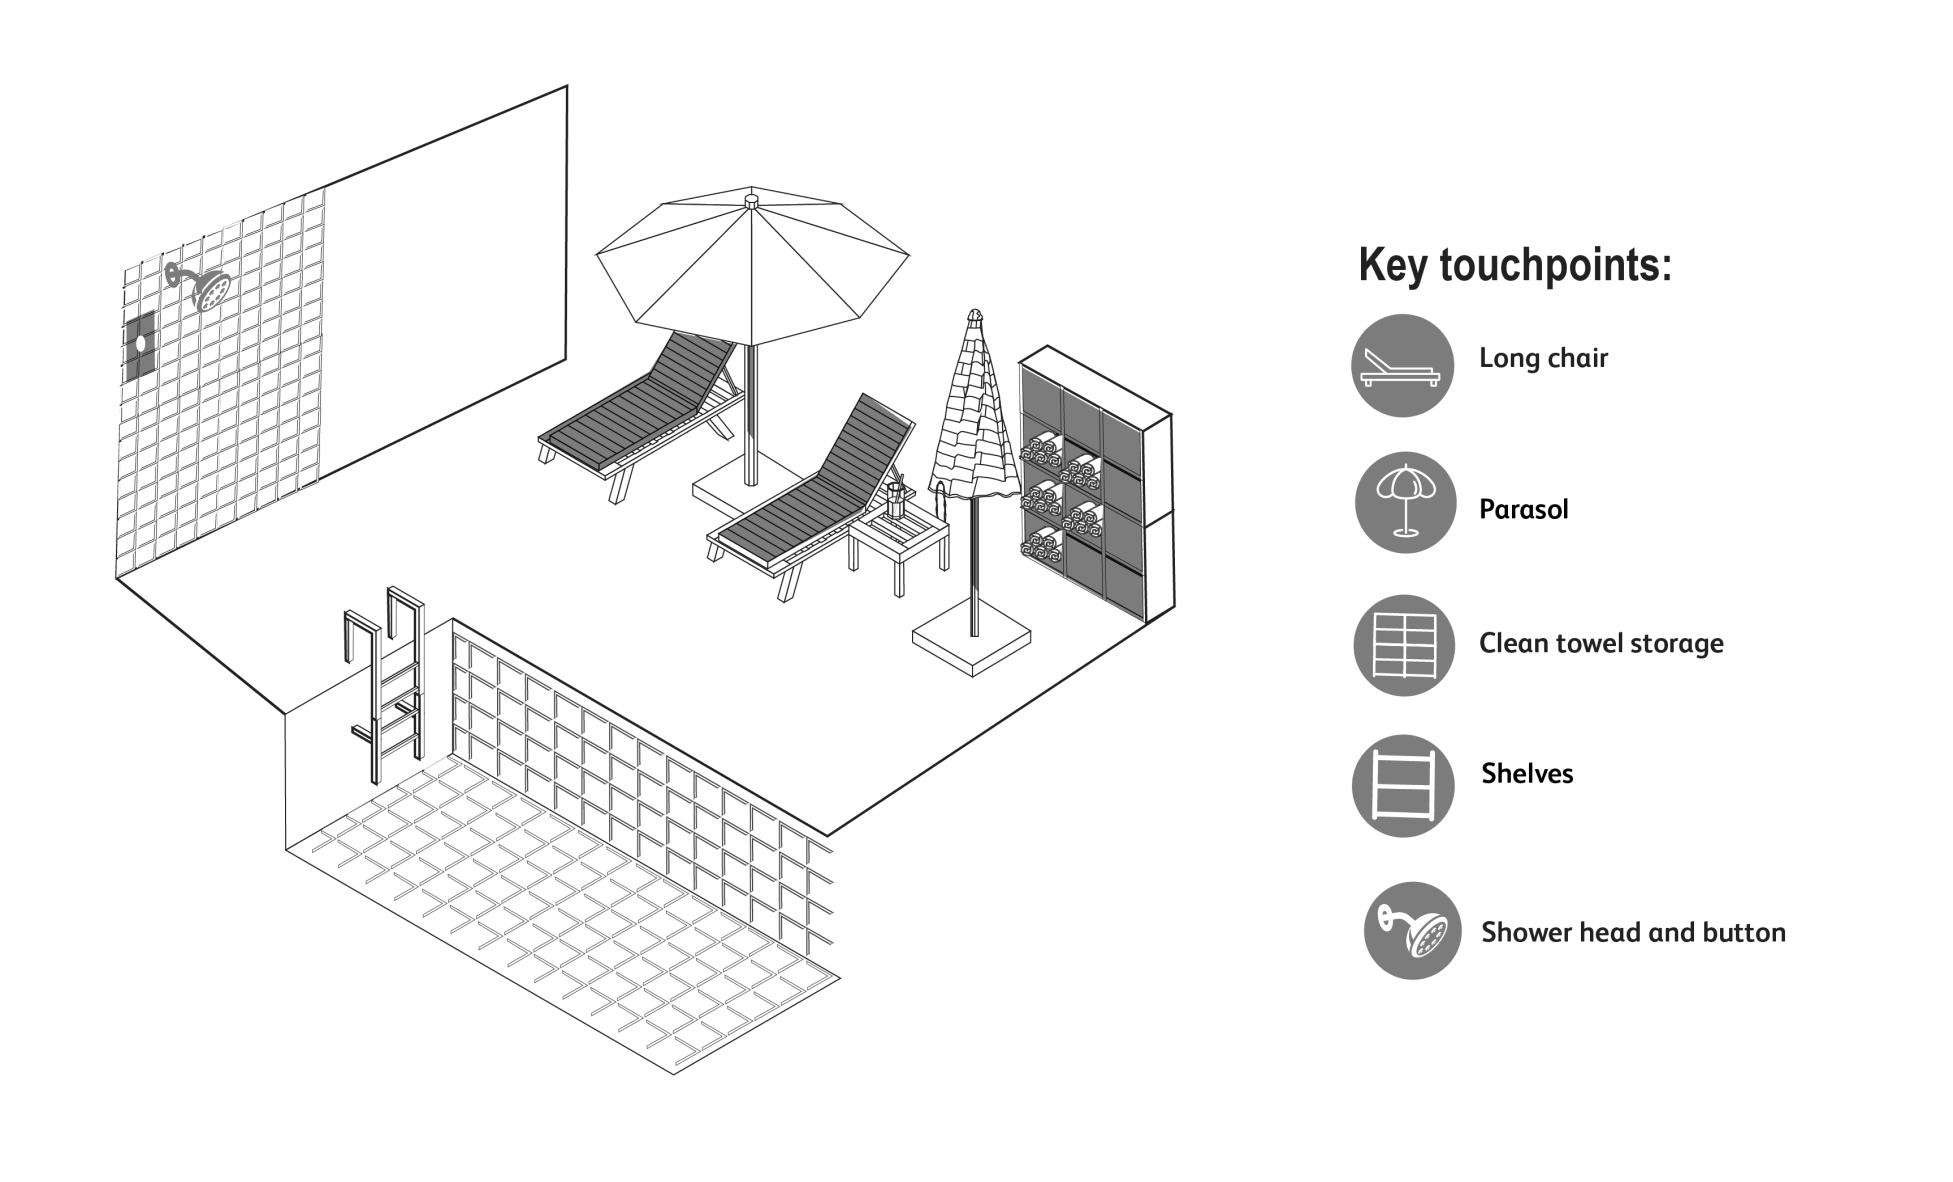 Key touchpoints:
Long chair
Parasol
Clean towel storage
Shelves
Shower head and button